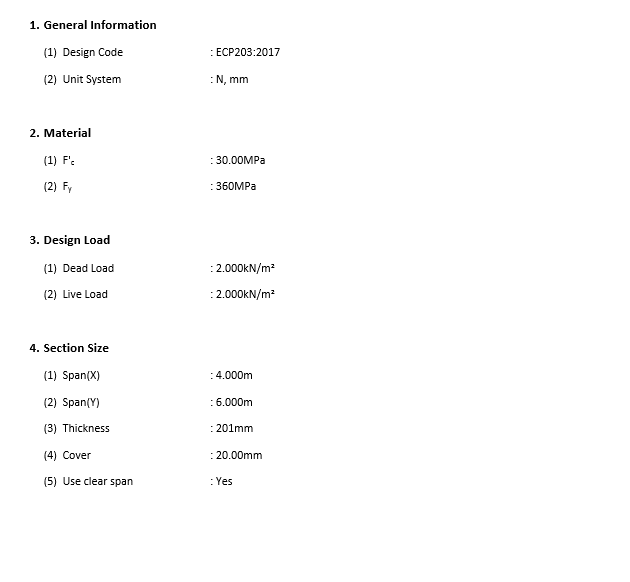 1. General Information
(1) Design Code : ECP203:2017
(2) Unit System : N, mm
2. Material
(1) F'c : 30.00MPa
(2) Fy : 360MPa
3. Design Load
(1) Dead Load : 2.000kN/m²
(2) Live Load : 2.000kN/m²
4. Section Size
(1) Span(X) : 4.000m
(2) Span(Y) : 6.000m
(3) Thickness : 201mm
(4) Cover : 20.00mm
(5) Use clear span : Yes